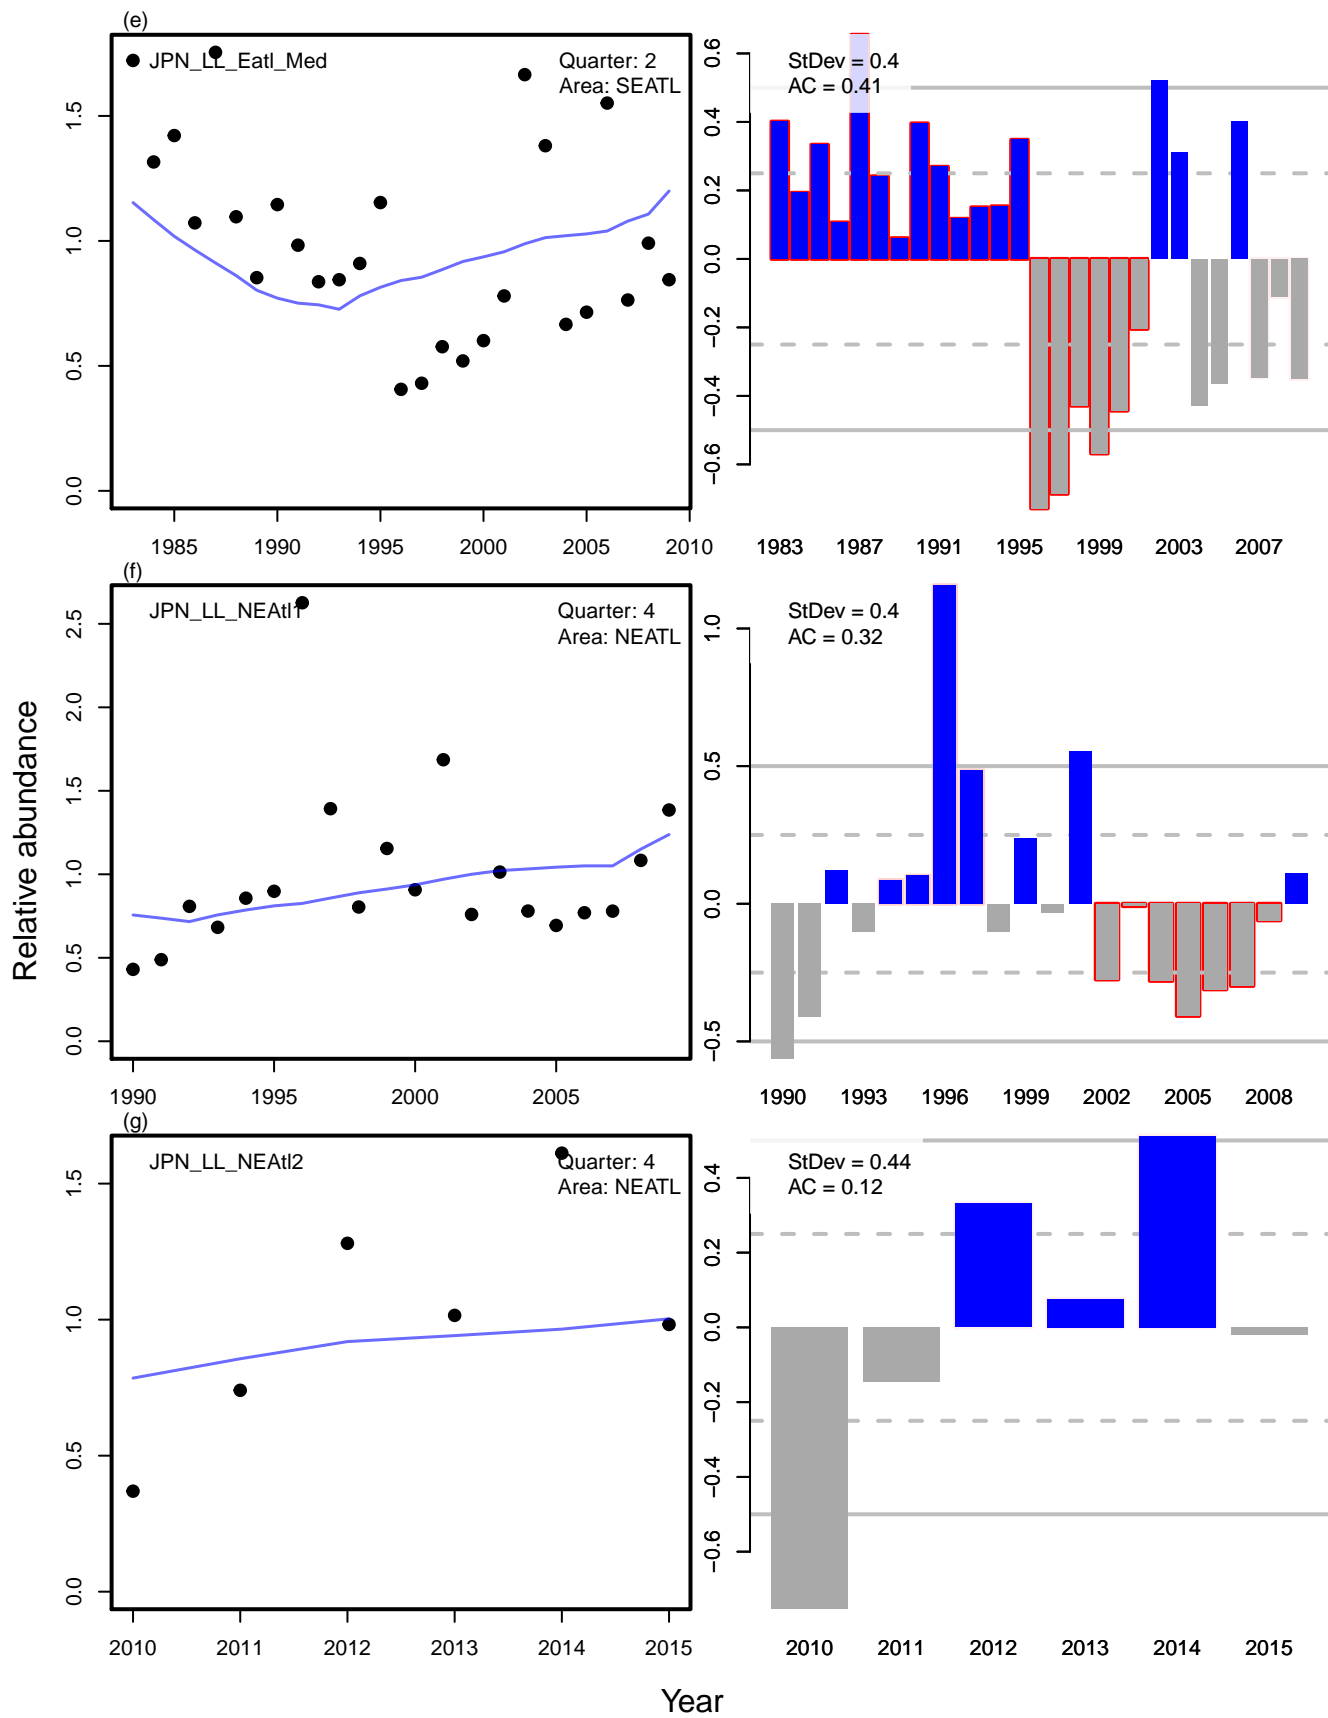 (e)
JPN_LL_Eatl_Med
Quarter: 2
Area: SEATL
0.0 0.5 1.0 1.5
1985 1990 1995 2000 2005 2010
StDev = 0.4
AC = 0.41
−0.6 −0.4 −0.2 0.0 0.2 0.4 0.6
1983 1987 1991 1995 1999 2003 2007
(f)
JPN_LL_NEAtl1
Quarter: 4
Area: NEATL
0.0 0.5 1.0 1.5 2.0 2.5
1990 1995 2000 2005
StDev = 0.4
AC = 0.32
−0.5 0.0 0.5 1.0
1990 1993 1996 1999 2002 2005 2008
Relative abundance
(g)
JPN_LL_NEAtl2
Quarter: 4
Area: NEATL
0.0 0.5 1.0 1.5
2010 2011 2012 2013 2014 2015
StDev = 0.44
AC = 0.12
−0.6 −0.4 −0.2 0.0 0.2 0.4
2010 2011 2012 2013 2014 2015
Year